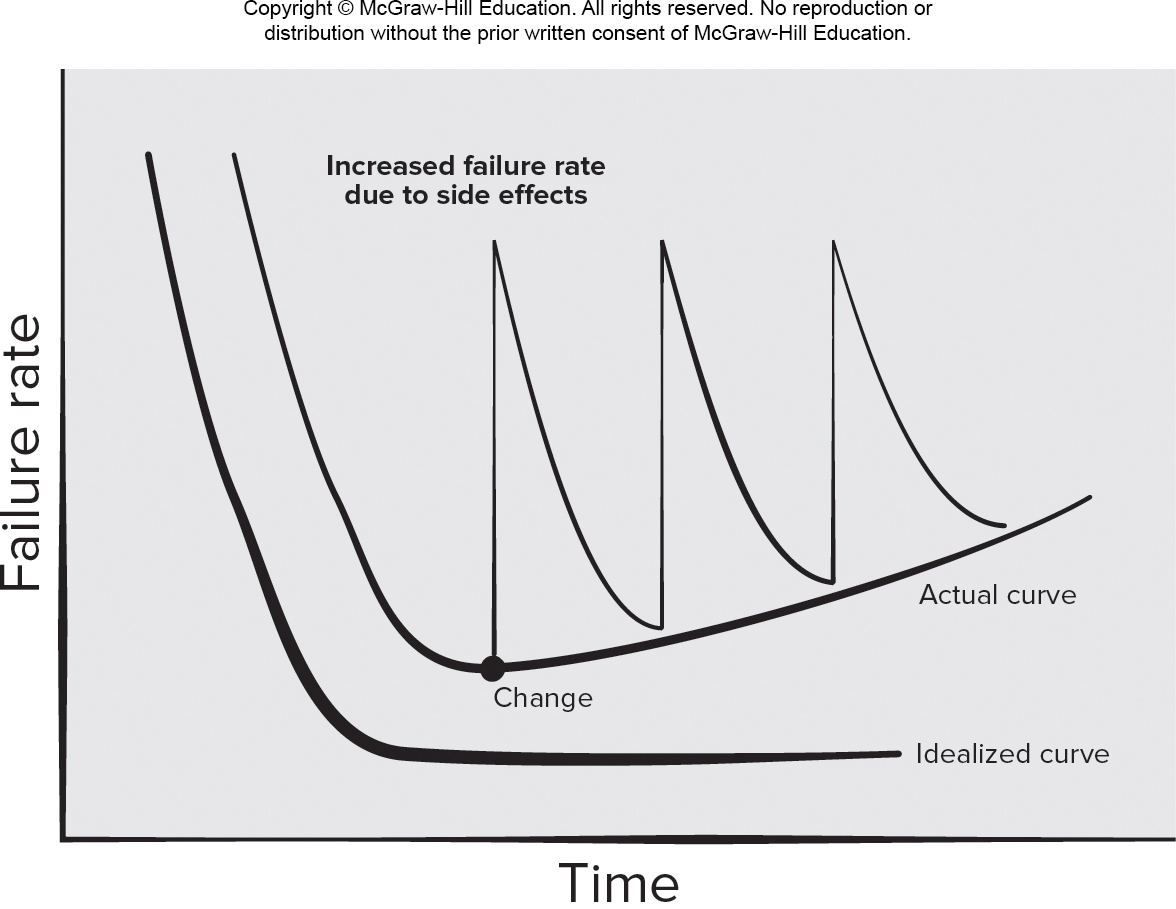 Copyright © McGraw-Hill Education. All rights reserved. No reproduction or
distribution without the prior written consent of McGraw-Hill Education.
Increased failure rate
due to side effects
Failure rate
Actual curve
Change
Idealized curve
Time